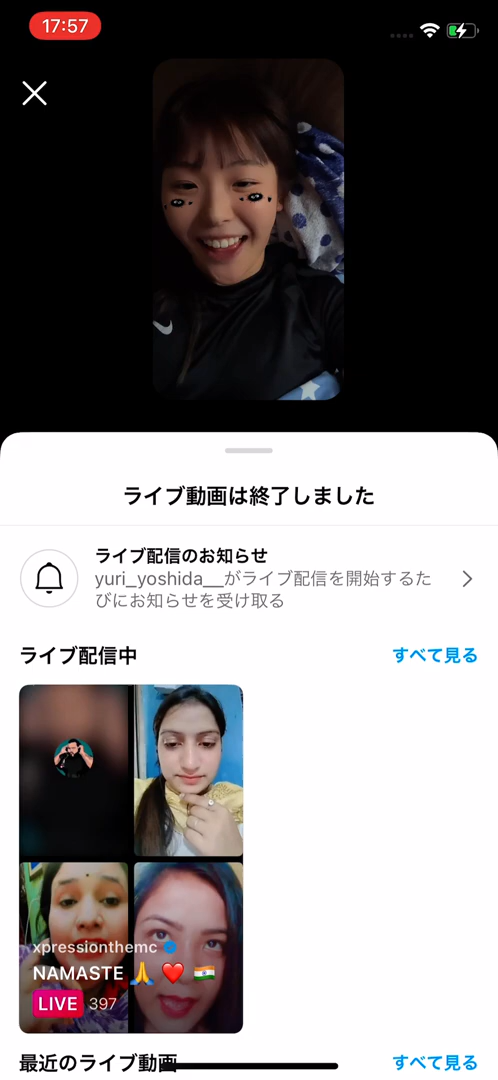 17:57
ライブ動画は終了しました
ライブ配信のお知らせ
yuri_yoshida__がライブ配信を開始するた
びにお知らせを受け取る
ライブ配信中
すべて見る
xpressionthemc
NAMASTE 🙏 ❤️ 🇮🇳
LIVE 397
最近のライブ動画
すべて見る